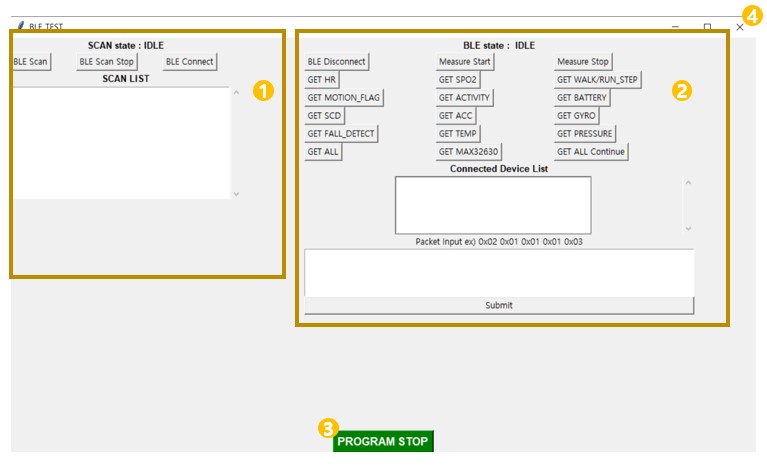 4
BLE TEST
SCAN state : IDLE
BLE Scan
BLE Scan Stop
BLE Connect
SCAN LIST
1
BLE state : IDLE
BLE Disconnect
Measure Start
Measure Stop
GET HR
GET SPO2
GET WALK/RUN_STEP
2
GET MOTION_FLAG
GET ACTIVITY
GET BATTERY
GET SCD
GET ACC
GET GYRO
GET FALL_DETECT
GET TEMP
GET PRESSURE
GET ALL
GET MAX32630
GET ALL Continue
Connected Device List
Packet Input ex) 0x02 0x01 0x01 0x01 0x03
Submit
3
PROGRAM STOP